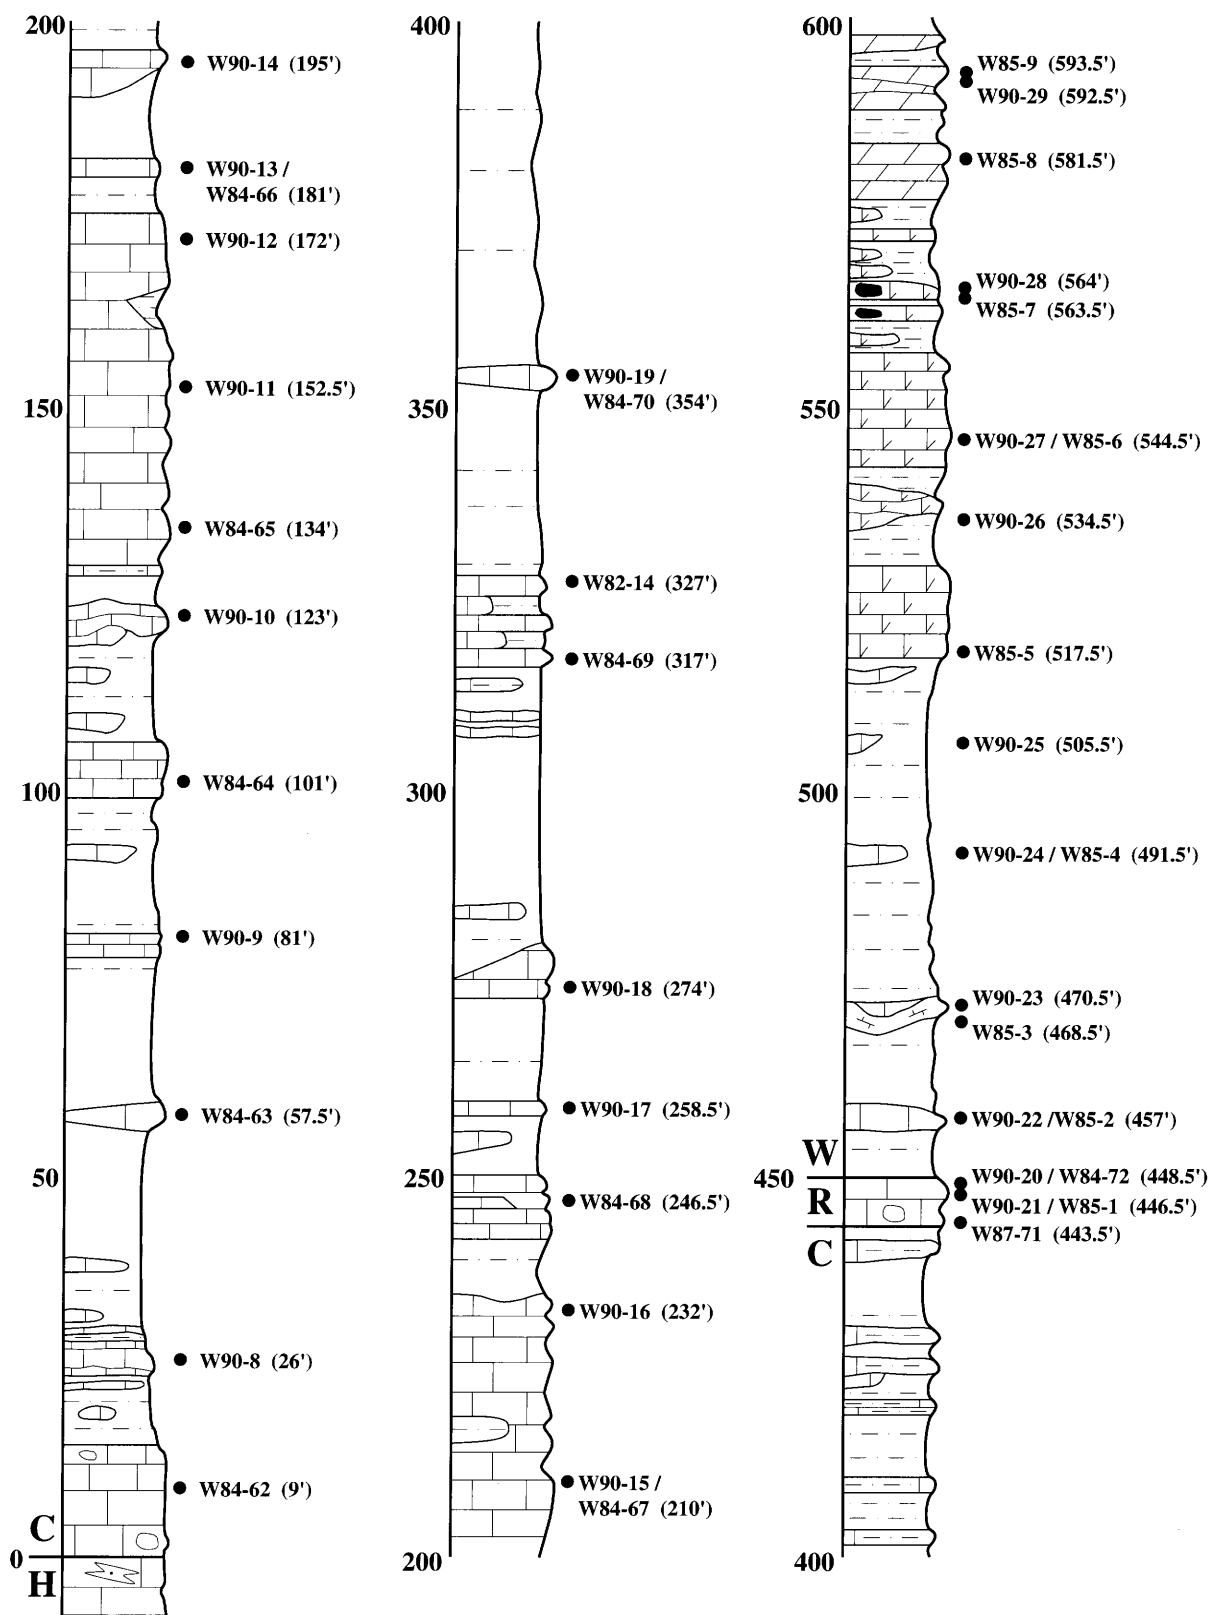 200
W90-14 (195')
W90-13 /
W84-66 (181')
W90-12 (172')
W90-11 (152.5')
150
W84-65 (134')
W90-10 (123')
W84-64 (101')
100
W90-9 (81')
W84-63 (57.5')
50
W90-8 (26')
W84-62 (9')
C
0
H
400
W90-19 /
W84-70 (354')
350
W82-14 (327')
W84-69 (317')
300
W90-18 (274')
W90-17 (258.5')
250
W84-68 (246.5')
W90-16 (232')
W90-15 /
W84-67 (210')
200
600
W85-9 (593.5')
W90-29 (592.5')
W85-8 (581.5')
W90-28 (564')
W85-7 (563.5')
550
W90-27 / W85-6 (544.5')
W90-26 (534.5')
W85-5 (517.5')
W90-25 (505.5')
500
W90-24 / W85-4 (491.5')
W90-23 (470.5')
W85-3 (468.5')
W90-22 /W85-2 (457')
W
450
W90-20 / W84-72 (448.5')
R
W90-21 / W85-1 (446.5')
W87-71 (443.5')
C
400